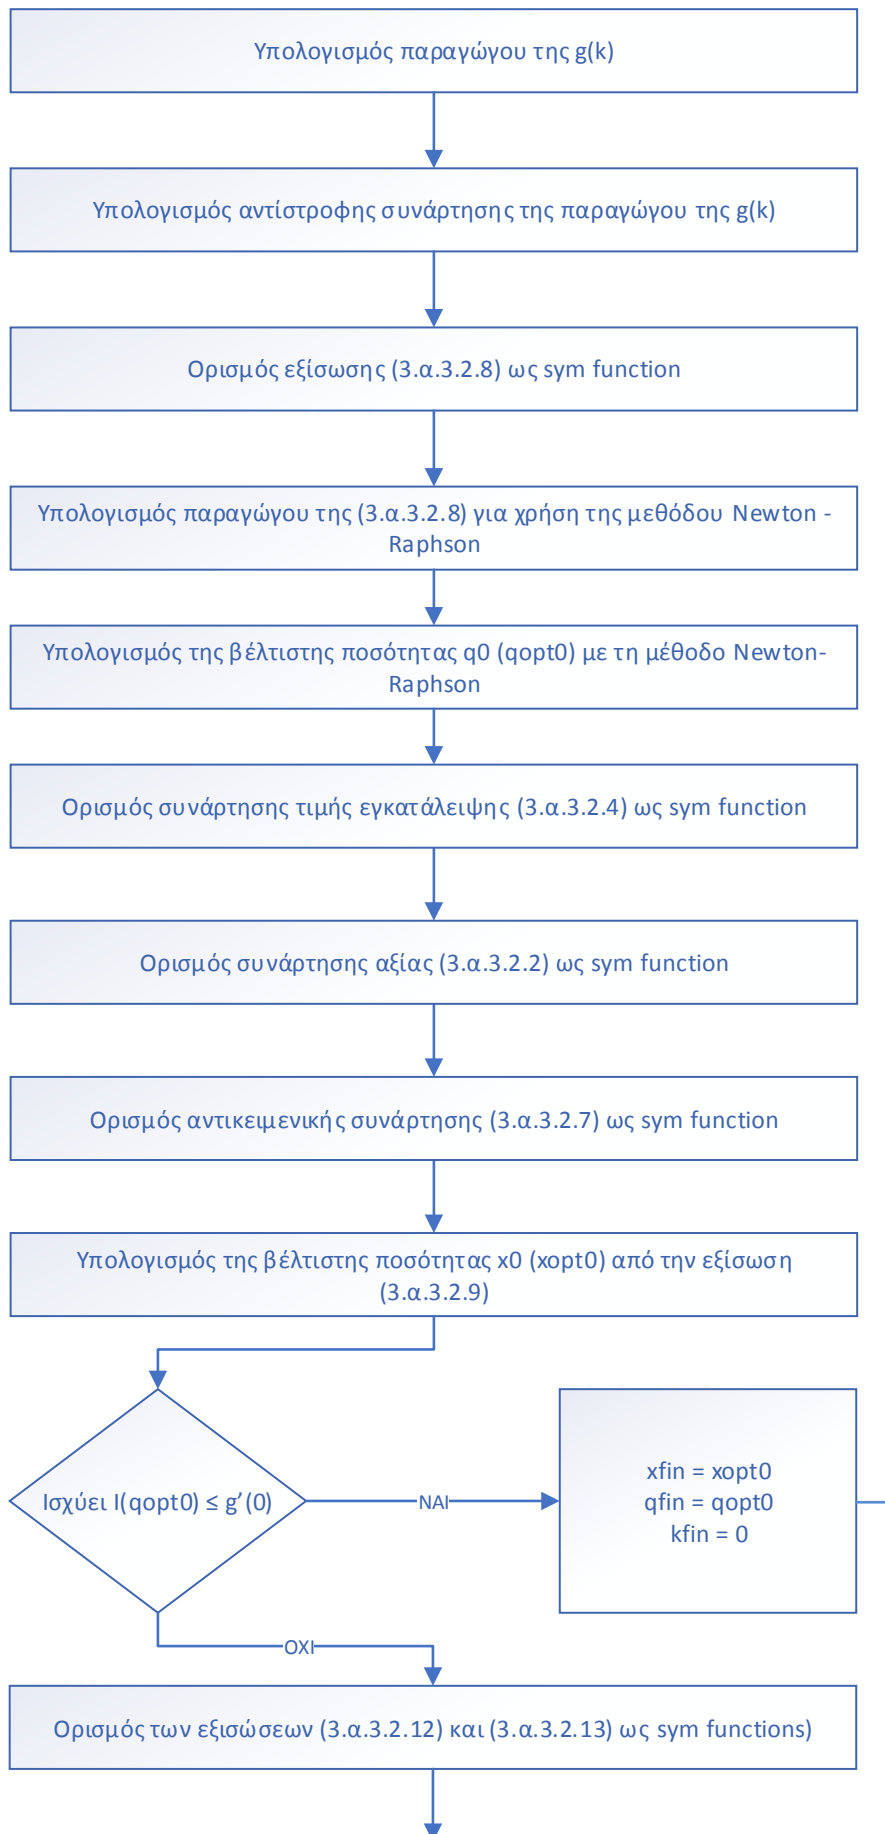 Υπολογισμός παραγώγου της g(k)
Υπολογισμός αντίστροφης συνάρτησης της παραγώγου της g(k)
Ορισμός εξίσωσης (3.α.3.2.8) ως sym function
Υπολογισμός παραγώγου της (3.α.3.2.8) για χρήση της μεθόδου Newton -
Raphson
Υπολογισμός της βέλτιστης ποσότητας q0 (qopt0) με τη μέθοδο Newton-
Raphson
Ορισμός συνάρτησης τιμής εγκατάλειψης (3.α.3.2.4) ως sym function
Ορισμός συνάρτησης αξίας (3.α.3.2.2) ως sym function
Ορισμός αντικειμενικής συνάρτησης (3.α.3.2.7) ως sym function
Υπολογισμός της βέλτιστης ποσότητας x0 (xopt0) από την εξίσωση
(3.α.3.2.9)
Ισχύει I(qopt0) ≤ g’(0)
ΝΑΙ
xfin = xopt0
qfin = qopt0
kfin = 0
ΟΧΙ
Ορισμός των εξισώσεων (3.α.3.2.12) και (3.α.3.2.13) ως sym functions)